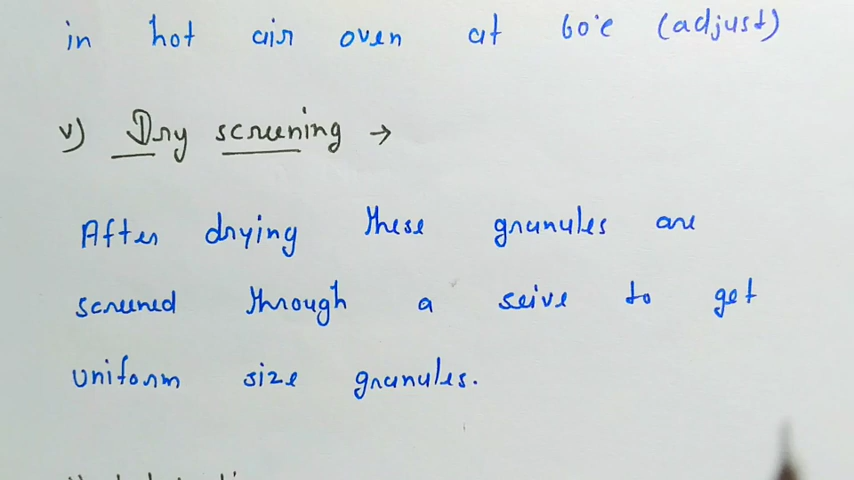 in hot air oven at 60°C (adjust)
v) Dry screening →
After drying these granules are
screened through a seive to get
uniform size granules.